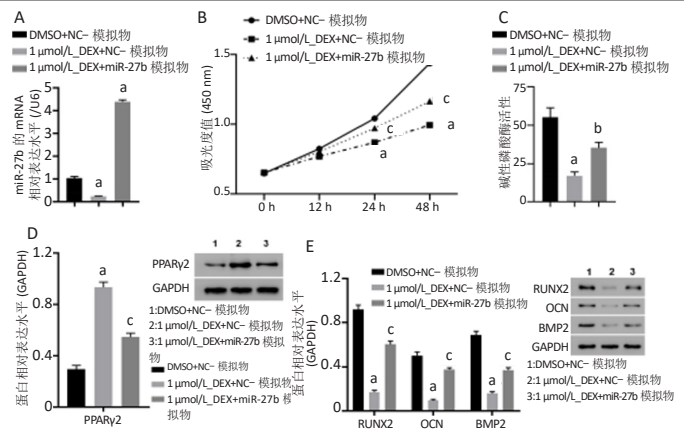 A
DMSO+NC− 模拟物
1 μmol/L_DEX+NC− 模拟物
1 μmol/L_DEX+miR-27b 模拟物
miR-27b 的 mRNA
相对表达水平 (/U6)
5
4
3
2
1
0
a
a
B
DMSO+NC− 模拟物
1 μmol/L_DEX+NC− 模拟物
1 μmol/L_DEX+miR-27b 模拟物
吸光度值 (450 nm)
1.5
1.0
0.5
c
a
c
a
0 h
12 h
24 h
48 h
C
DMSO+NC− 模拟物
1 μmol/L_DEX+NC− 模拟物
1 μmol/L_DEX+miR-27b 模拟物
碱性磷酸酶活性
75
50
25
0
a
b
D
蛋白相对表达水平 (GAPDH)
1.2
0.8
0.4
0
a
c
PPARγ2
1 2 3
PPARγ2
GAPDH
1:DMSO+NC− 模拟物
2:1 μmol/L_DEX+NC− 模拟物
3:1 μmol/L_DEX+miR-27b 模拟
物
DMSO+NC− 模拟物
1 μmol/L_DEX+NC− 模拟物
1 μmol/L_DEX+miR-27b 模
拟物
E
DMSO+NC− 模拟物
1 μmol/L_DEX+NC− 模拟物
1 μmol/L_DEX+miR-27b 模拟物
蛋白相对表达水平
(GAPDH)
1.2
0.8
0.4
0
a
c
a
c
a
c
RUNX2
OCN
BMP2
1 2 3
RUNX2
OCN
BMP2
GAPDH
1:DMSO+NC− 模拟物
2:1 μmol/L_DEX+NC− 模拟物
3:1 μmol/L_DEX+miR-27b 模拟物